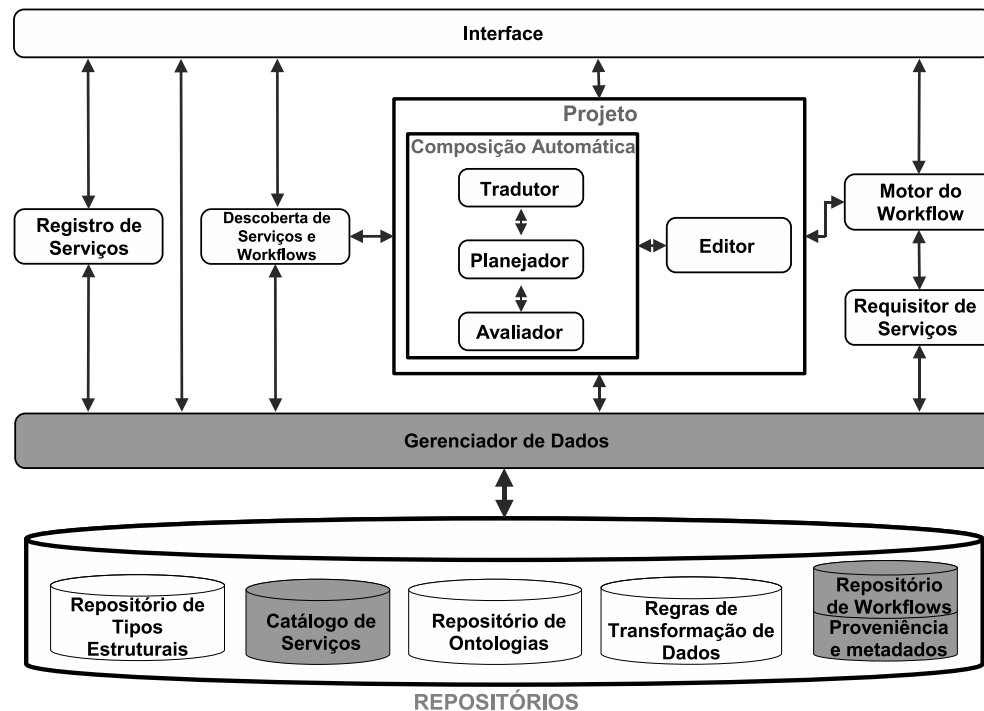 Interface
Projeto
Composição Automática
Tradutor
Planejador
Avaliador
Editor
Registro de
Serviços
Descoberta de
Serviços e
Workflows
Motor do
Workflow
Requisitor de
Serviços
Gerenciador de Dados
Repositório de
Tipos
Estruturais
Catálogo de
Serviços
Repositório de
Ontologias
Regras de
Transformação de
Dados
Repositório
de Workflows
Proveniência
e metadados
REPOSITÓRIOS